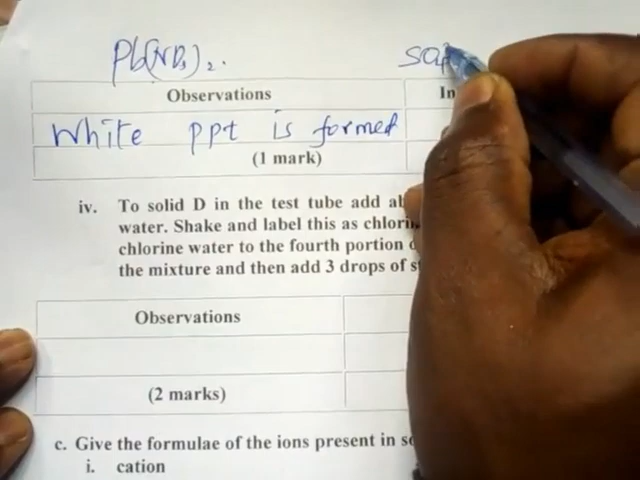 Pb(NO₃)₂.
Observations
White ppt is formed
(1 mark)
iv. To solid D in the test tube add
water. Shake and label this as
chlorine water to the fourth portion
the mixture and then add 3 drops of
Observations
(2 marks)
c. Give the formulae of the ions present in
i. cation